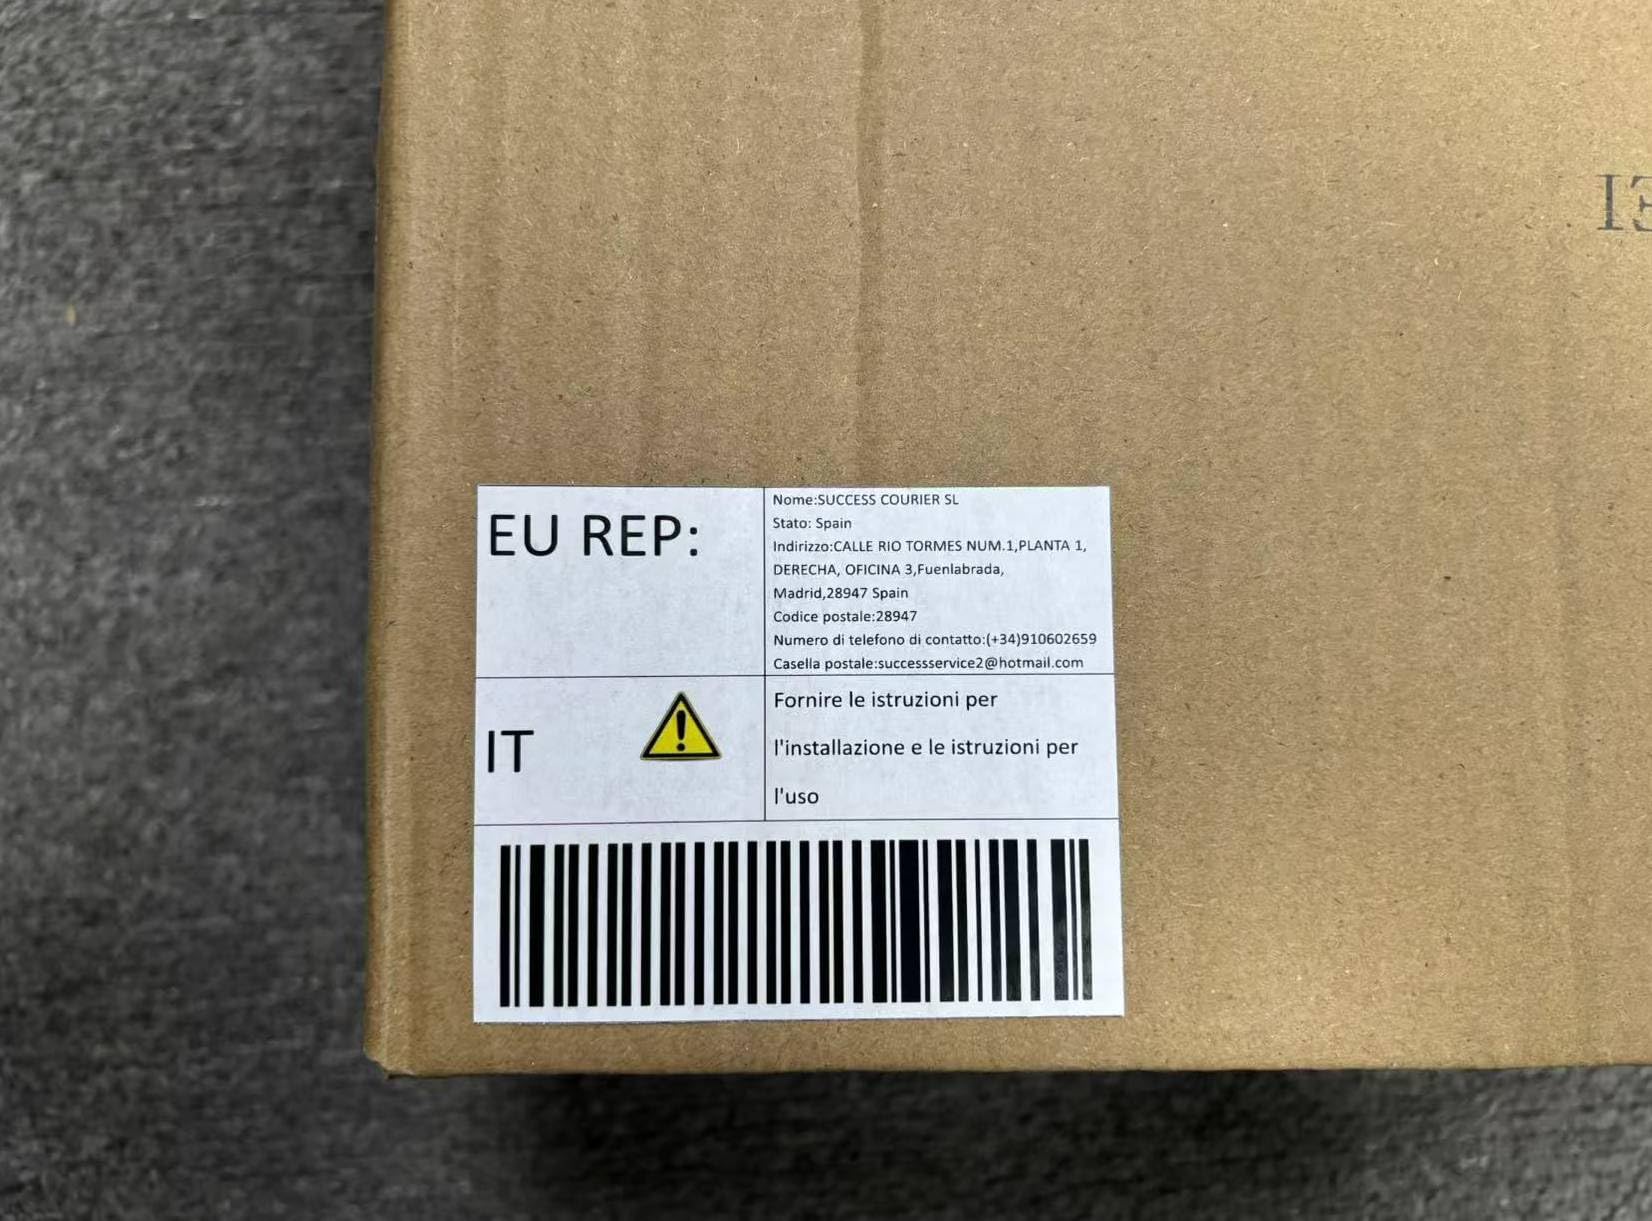 EU REP:
Nome:SUCCESS COURIER SL
Stato: Spain
Indirizzo:CALLE RIO TORMES NUM.1,PLANTA 1,
DERECHA, OFICINA 3,Fuenlabrada,
Madrid,28947 Spain
Codice postale:28947
Numero di telefono di contatto:(+34)910602659
Casella postale:successservice2@hotmail.com
IT
Fornire le istruzioni per
l'installazione e le istruzioni per
l'uso